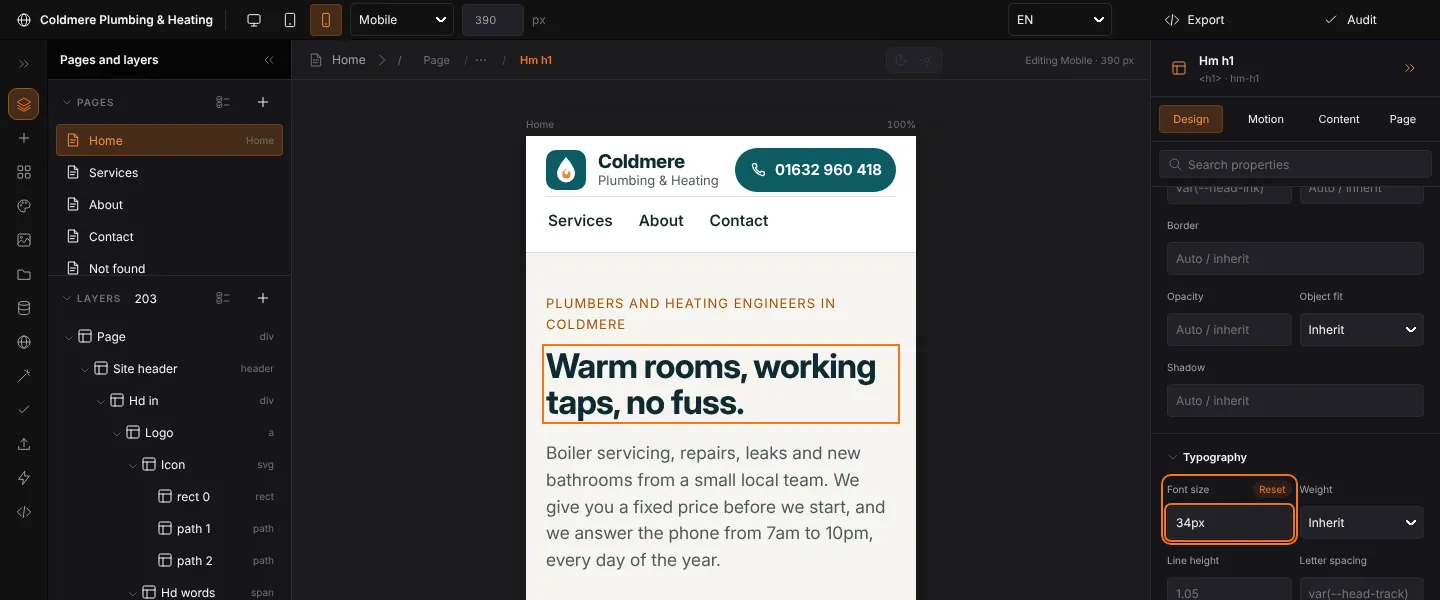 Coldmere Plumbing & Heating
Mobile
390
px
EN
Export
Audit
Pages and layers
Home
/
Page
/
···
/
Hm h1
Editing Mobile · 390 px
Hm h1
<h1> · hm-h1
PAGES
Home
Home
Services
About
Contact
Not found
LAYERS
203
Page
div
Site header
header
Hd in
div
Logo
a
Icon
svg
rect 0
rect
path 1
path
path 2
path
Hd words
span
Home
100%
Coldmere
Plumbing & Heating
01632 960 418
Services
About
Contact
PLUMBERS AND HEATING ENGINEERS IN
COLDMERE
Warm rooms, working
taps, no fuss.
Boiler servicing, repairs, leaks and new
bathrooms from a small local team. We
give you a fixed price before we start, and
we answer the phone from 7am to 10pm,
every day of the year.
Design
Motion
Content
Page
Search properties
var(--head-ink)
Auto / inherit
Border
Auto / inherit
Opacity
Object fit
Auto / inherit
Inherit
Shadow
Auto / inherit
Typography
Font size
Reset
Weight
34px
Inherit
Line height
Letter spacing
1.05
var(--head-track)